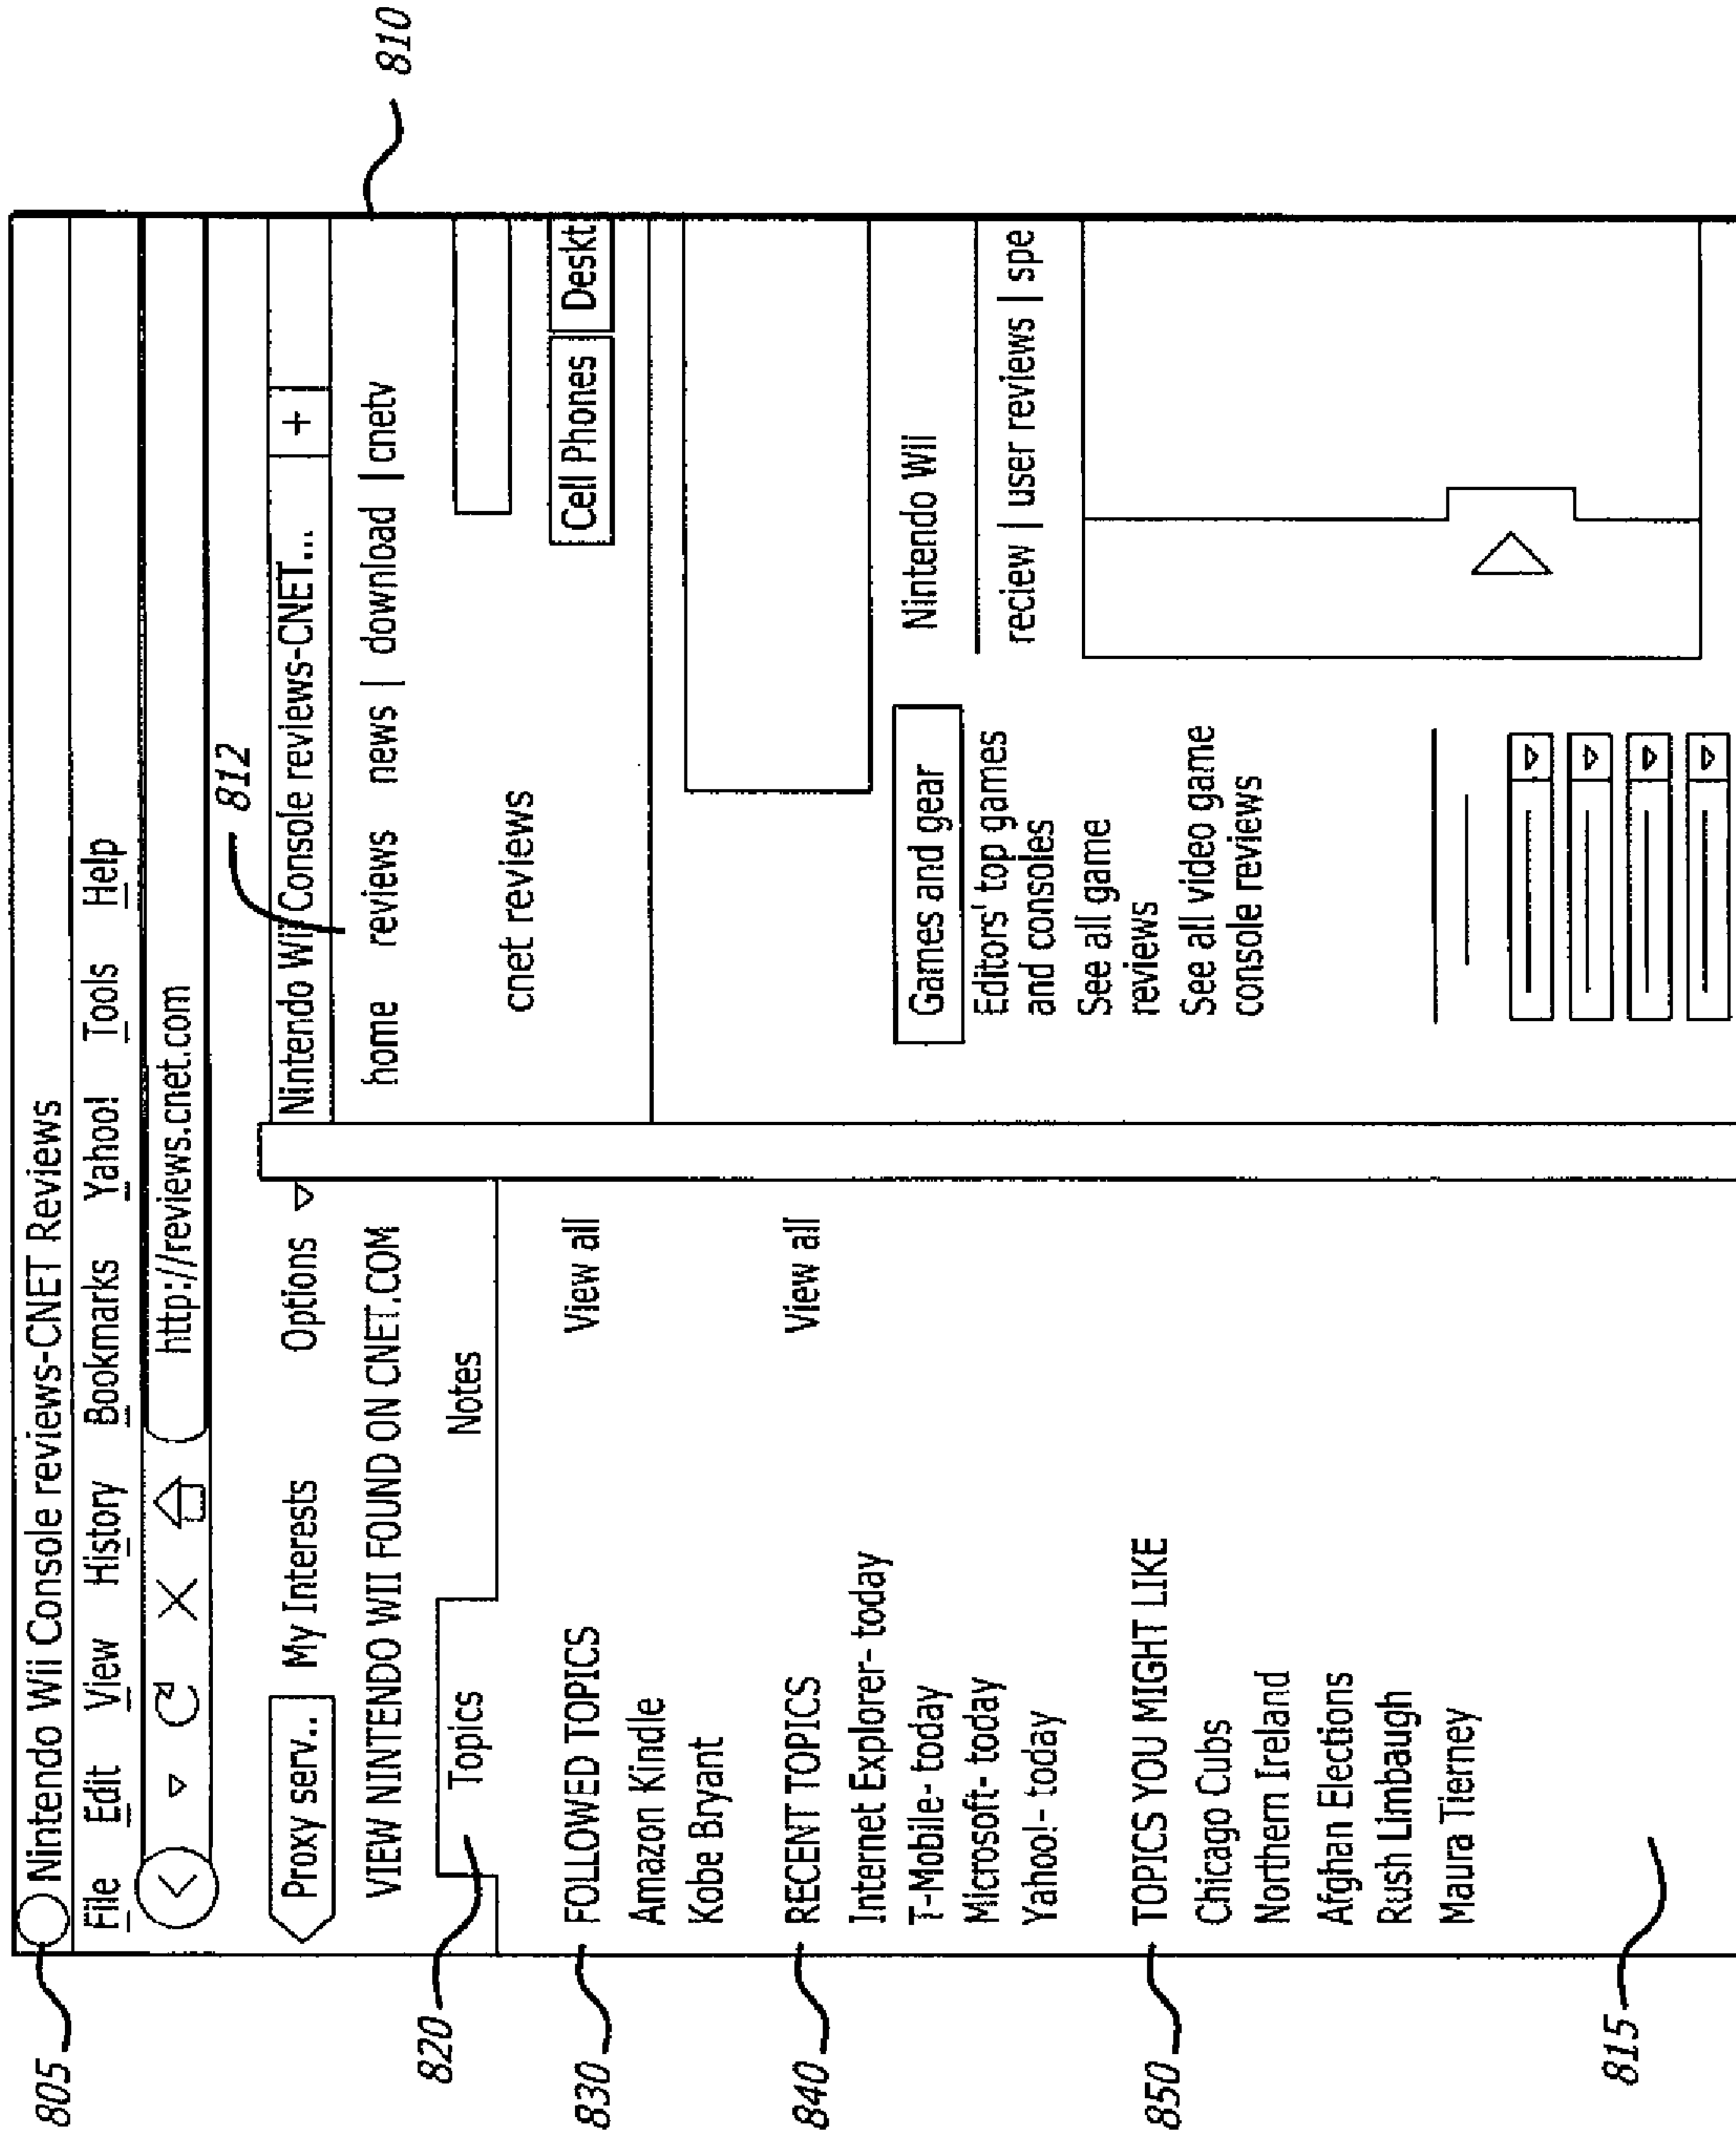 805
Nintendo Wii Console reviews-CNET Reviews
File Edit View History Bookmarks Yahoo! Tools Help
http://reviews.cnet.com
812
Proxy serv.. My Interests Options
Nintendo Wii Console reviews-CNET... +
810
VIEW NINTENDO WII FOUND ON CNET.COM
home reviews news | download | cnetv
820
Topics Notes
cnet reviews
Cell Phones Deskt
830
FOLLOWED TOPICS View all
Amazon Kindle
Kobe Bryant
840
RECENT TOPICS View all
Internet Explorer- today
T-Mobile- today
Microsoft- today
Yahoo!- today
850
TOPICS YOU MIGHT LIKE
Chicago Cubs
Northern Ireland
Afghan Elections
Rush Limbaugh
Maura Tierney
815
Games and gear
Editors' top games
and consoles
See all game
reviews
See all video game
console reviews
Nintendo Wii
reciew | user reviews | spe